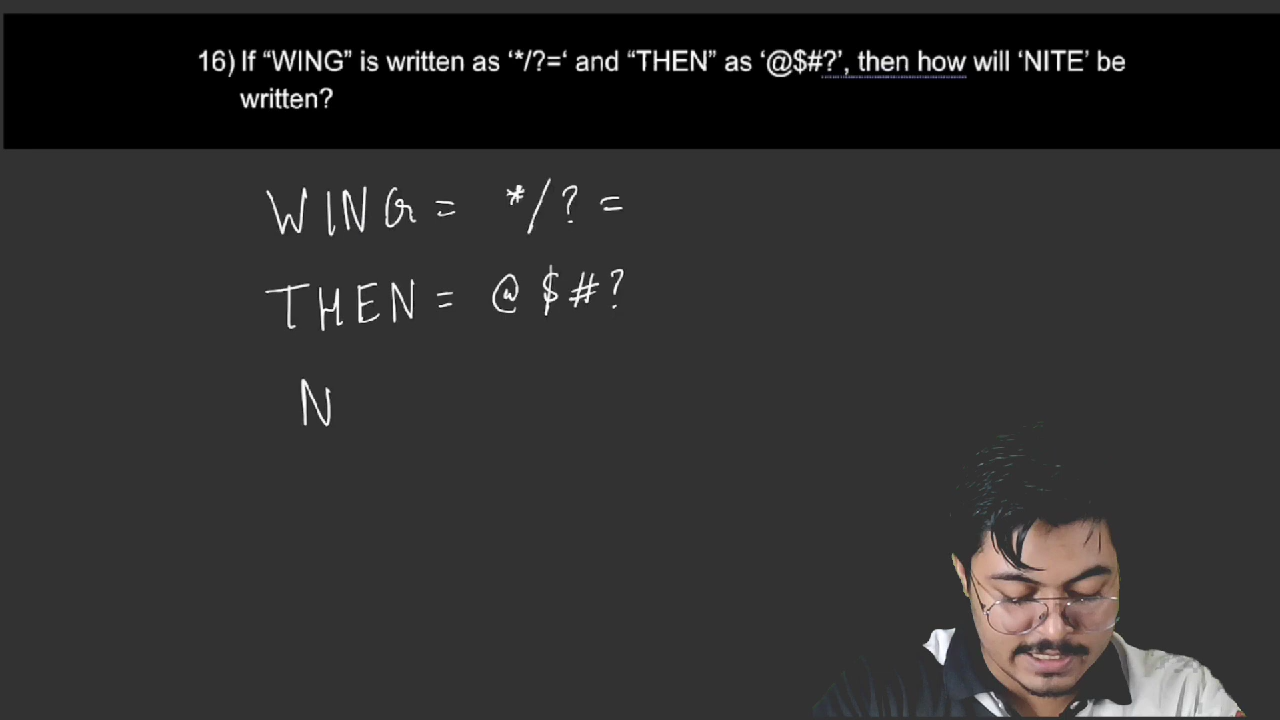 16) If “WING” is written as ‘*/?=‘ and “THEN” as ‘@$#?’, then how will ‘NITE’ be
written?
WING = */?=
THEN = @$#?
N